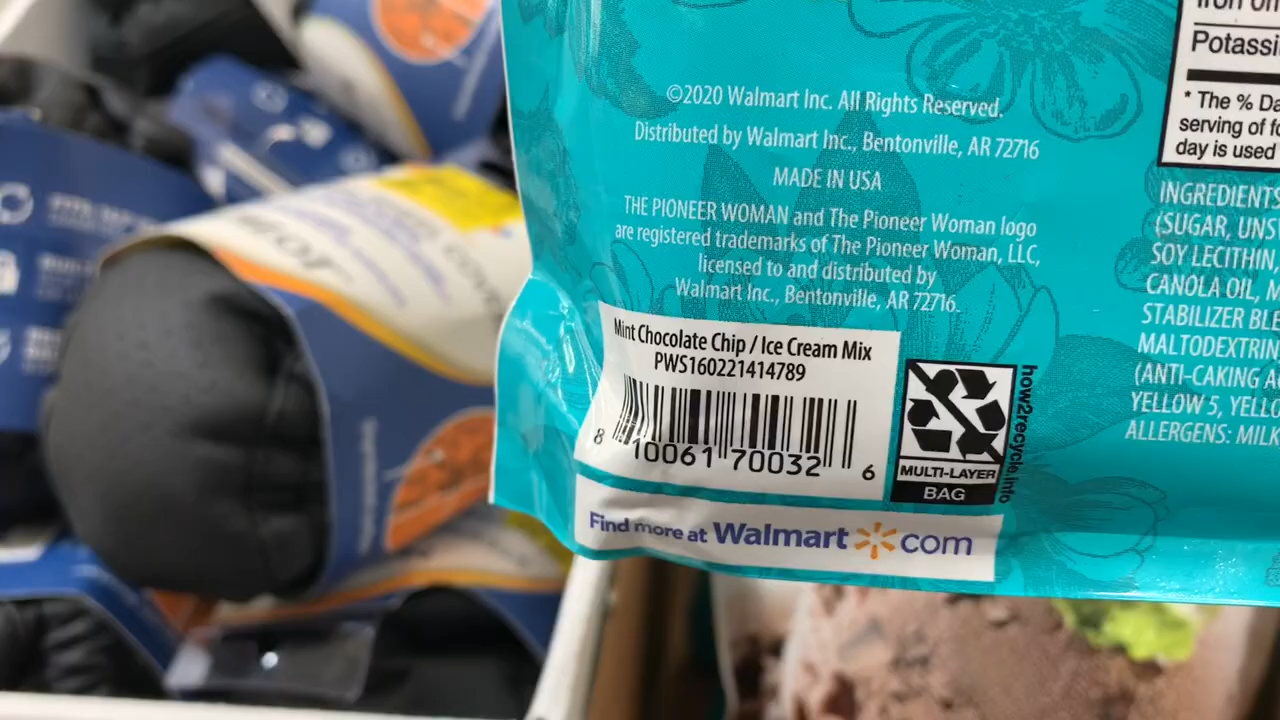 ©2020 Walmart Inc. All Rights Reserved.
Distributed by Walmart Inc., Bentonville, AR 72716
MADE IN USA
THE PIONEER WOMAN and The Pioneer Woman logo
are registered trademarks of The Pioneer Woman, LLC,
licensed to and distributed by
Walmart Inc., Bentonville, AR 72716.
Mint Chocolate Chip / Ice Cream Mix
PWS160221414789
8 10061 70032 6
MULTI-LAYER
BAG
how2recycle.info
Find more at Walmart com
Potassi
* The % Da
serving of fo
day is used
INGREDIENTS
(SUGAR, UNS
SOY LECITHIN,
CANOLA OIL, M
STABILIZER BLE
MALTODEXTRIN
(ANTI-CAKING A
YELLOW 5, YELLO
ALLERGENS: MILK